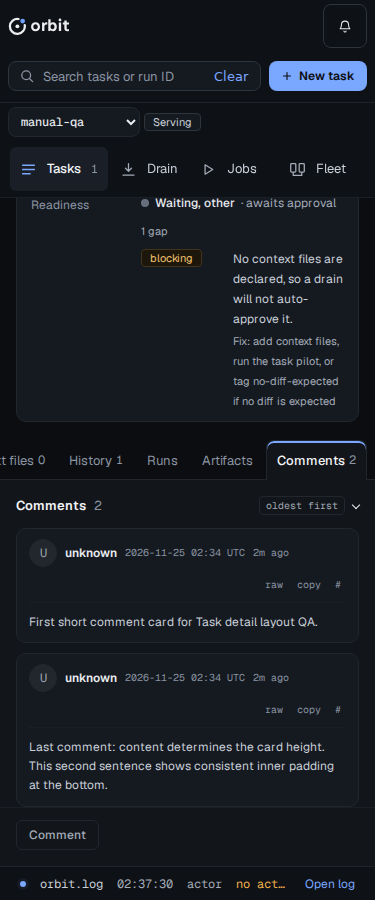 orbit
Search tasks or run ID Clear + New task
manual-qa Serving
Tasks 1 Drain Jobs Fleet
Readiness Waiting, other · awaits approval
1 gap
blocking No context files are
declared, so a drain
will not auto-
approve it.
Fix: add context files,
run the task pilot, or
tag no-diff-expected
if no diff is expected
t files 0 History 1 Runs Artifacts Comments 2
Comments 2 oldest first
U unknown 2026-11-25 02:34 UTC 2m ago
raw copy #
First short comment card for Task detail layout QA.
U unknown 2026-11-25 02:34 UTC 2m ago
raw copy #
Last comment: content determines the card height.
This second sentence shows consistent inner padding
at the bottom.
Comment
orbit.log 02:37:30 actor no act… Open log